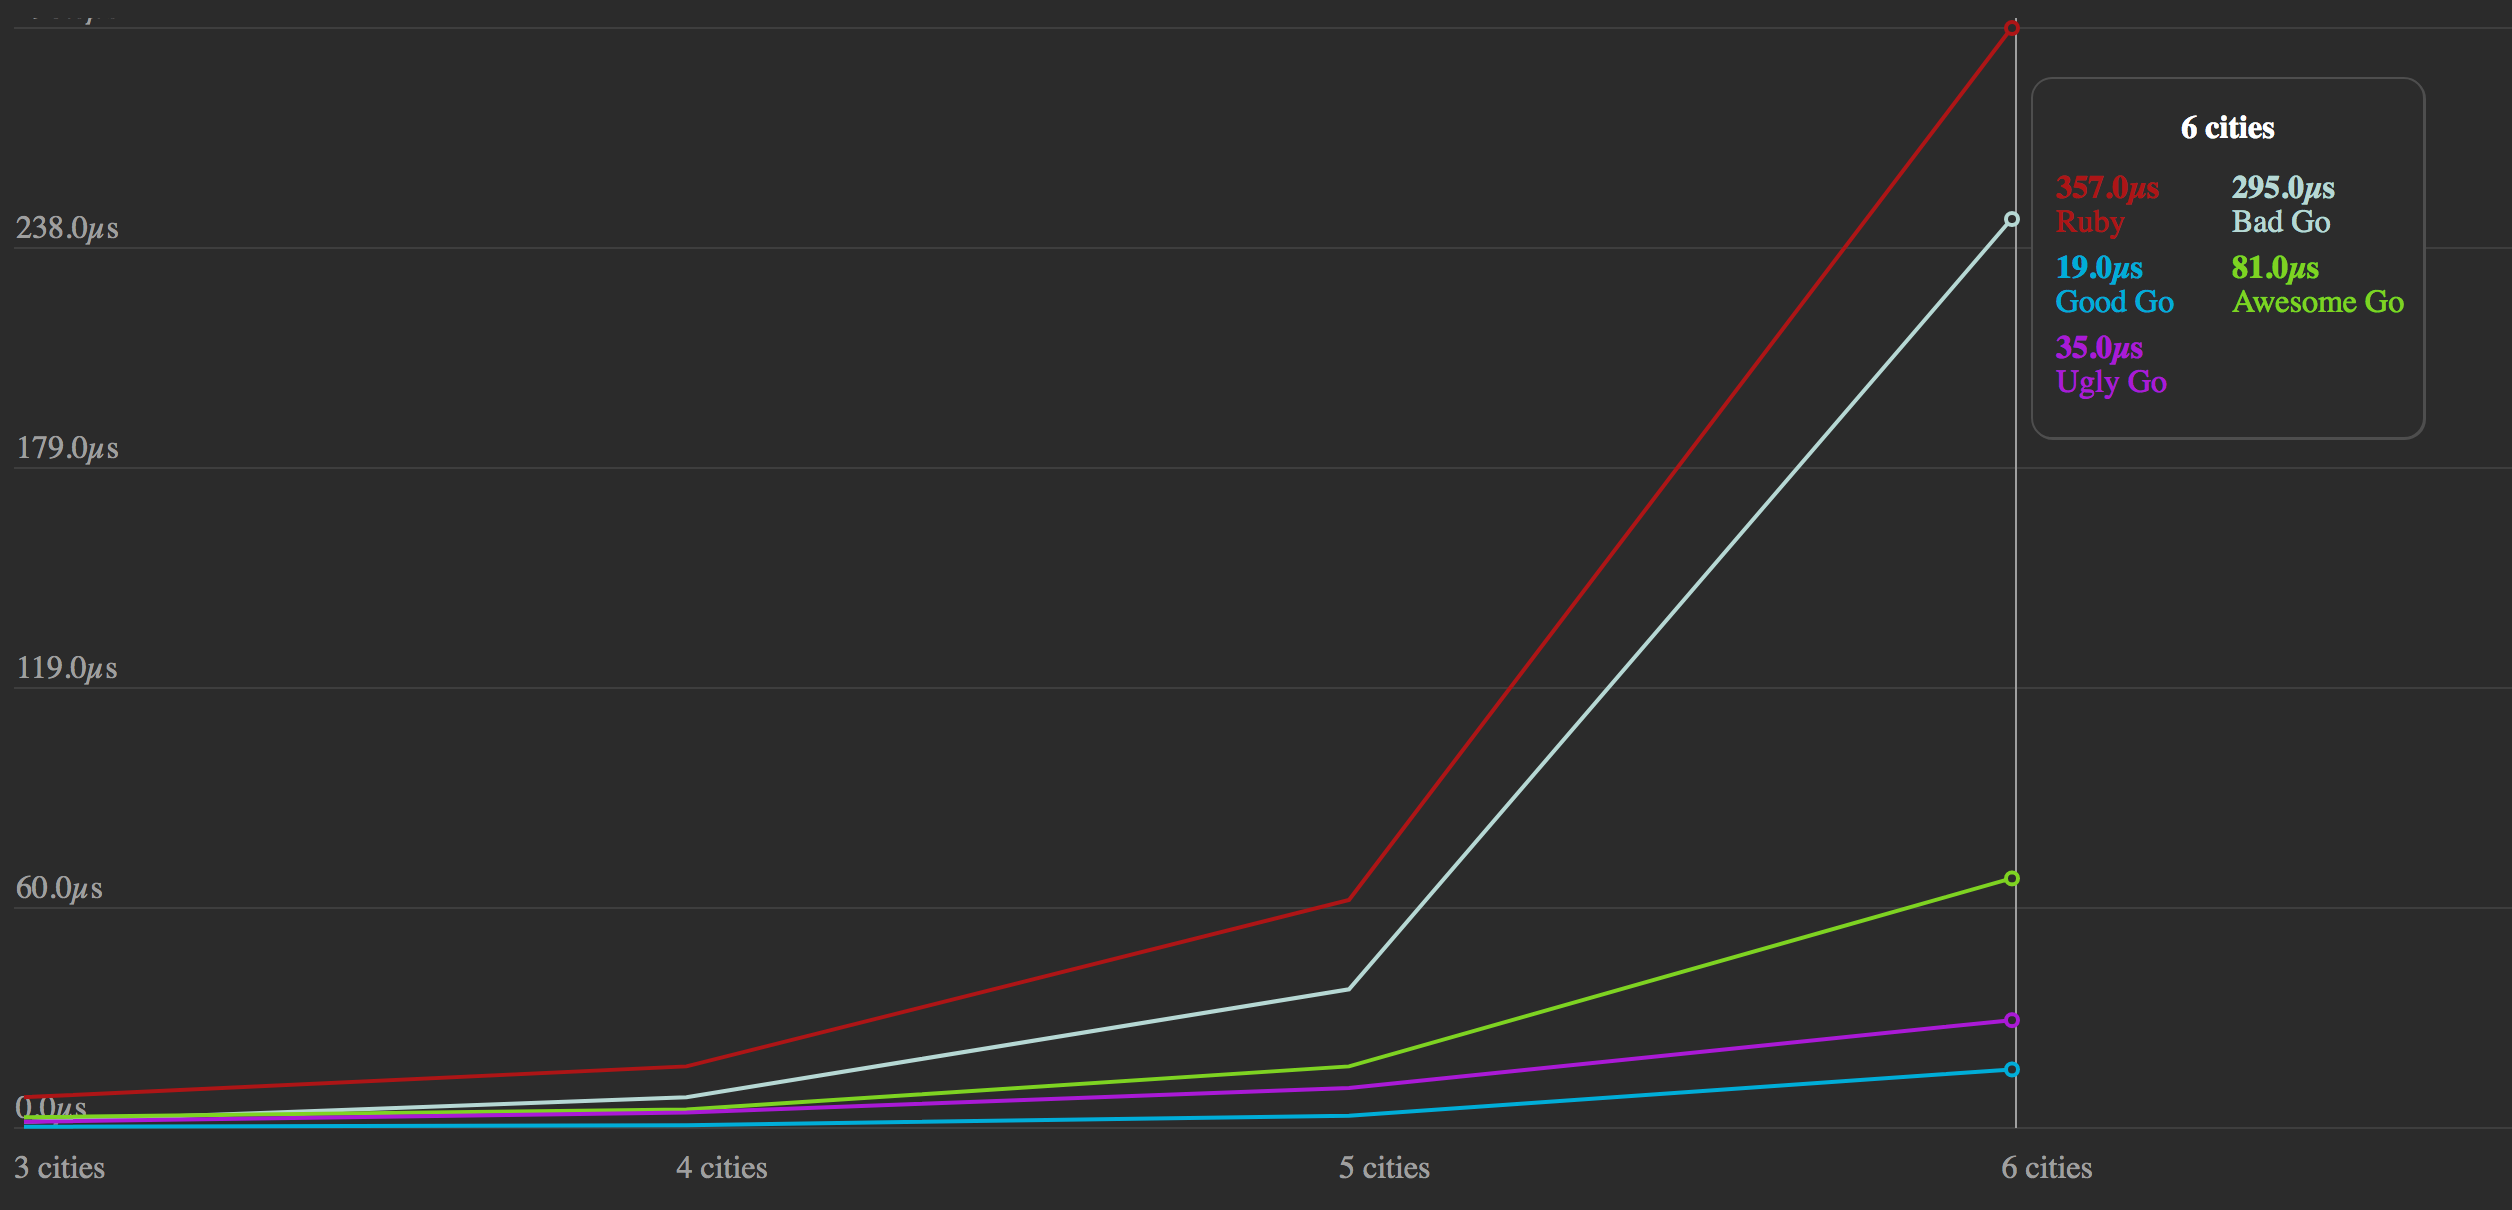 238.0µs
179.0µs
119.0µs
60.0µs
0.0µs
3 cities
4 cities
5 cities
6 cities
6 cities
357.0µs
Ruby
295.0µs
Bad Go
19.0µs
Good Go
81.0µs
Awesome Go
35.0µs
Ugly Go